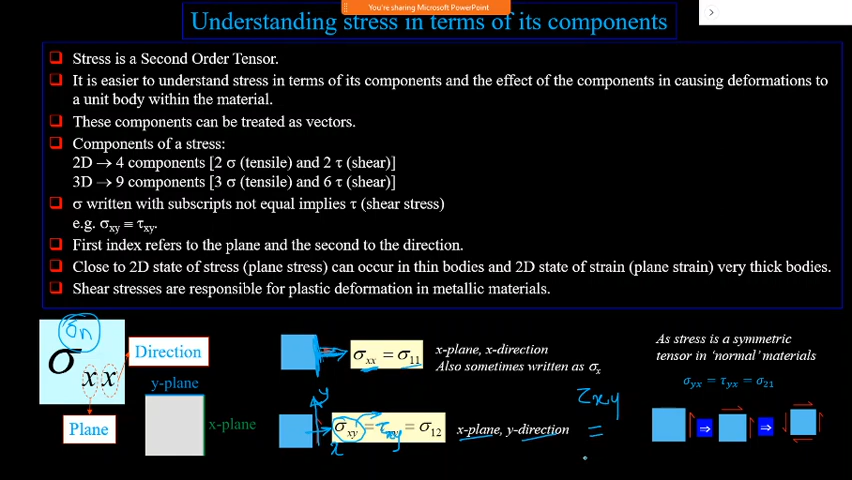 You're sharing Microsoft PowerPoint
Understanding stress in terms of its components
Stress is a Second Order Tensor.
It is easier to understand stress in terms of its components and the effect of the components in causing deformations to
a unit body within the material.
These components can be treated as vectors.
Components of a stress:
2D → 4 components [2 σ (tensile) and 2 τ (shear)]
3D → 9 components [3 σ (tensile) and 6 τ (shear)]
σ written with subscripts not equal implies τ (shear stress)
e.g. σxy ≡ τxy.
First index refers to the plane and the second to the direction.
Close to 2D state of stress (plane stress) can occur in thin bodies and 2D state of strain (plane strain) very thick bodies.
Shear stresses are responsible for plastic deformation in metallic materials.
σn
σxx
Direction
Plane
y-plane
x-plane
σxx = σ11
x-plane, x-direction
Also sometimes written as σx
y
σxy = τxy = σ12
x
x-plane, y-direction
τxy
=
As stress is a symmetric
tensor in 'normal' materials
σyx = τyx = σ21
⇒ ⇒